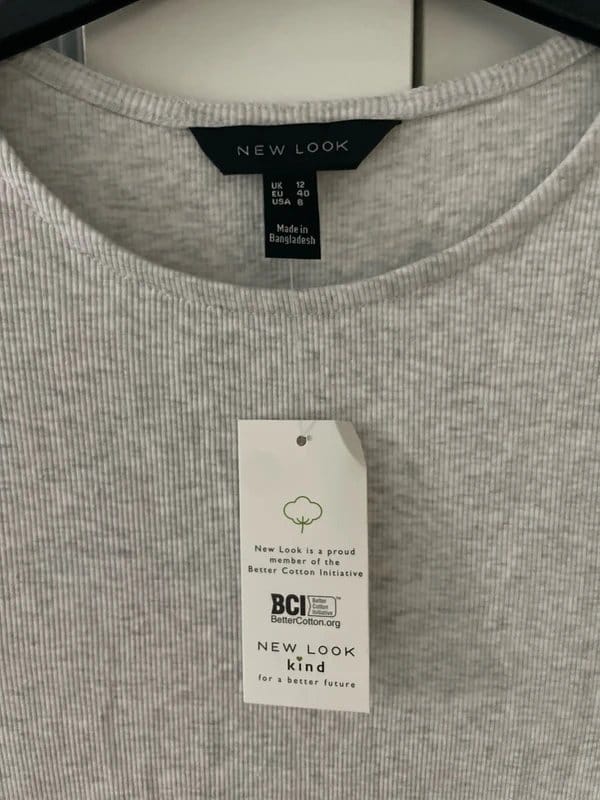 NEW LOOK
UK 12
EU 40
USA 8
Made in
Bangladesh
New Look is a proud
member of the
Better Cotton Initiative
BCI Better
Cotton
Initiative ™
BetterCotton.org
NEW LOOK
kind
for a better future